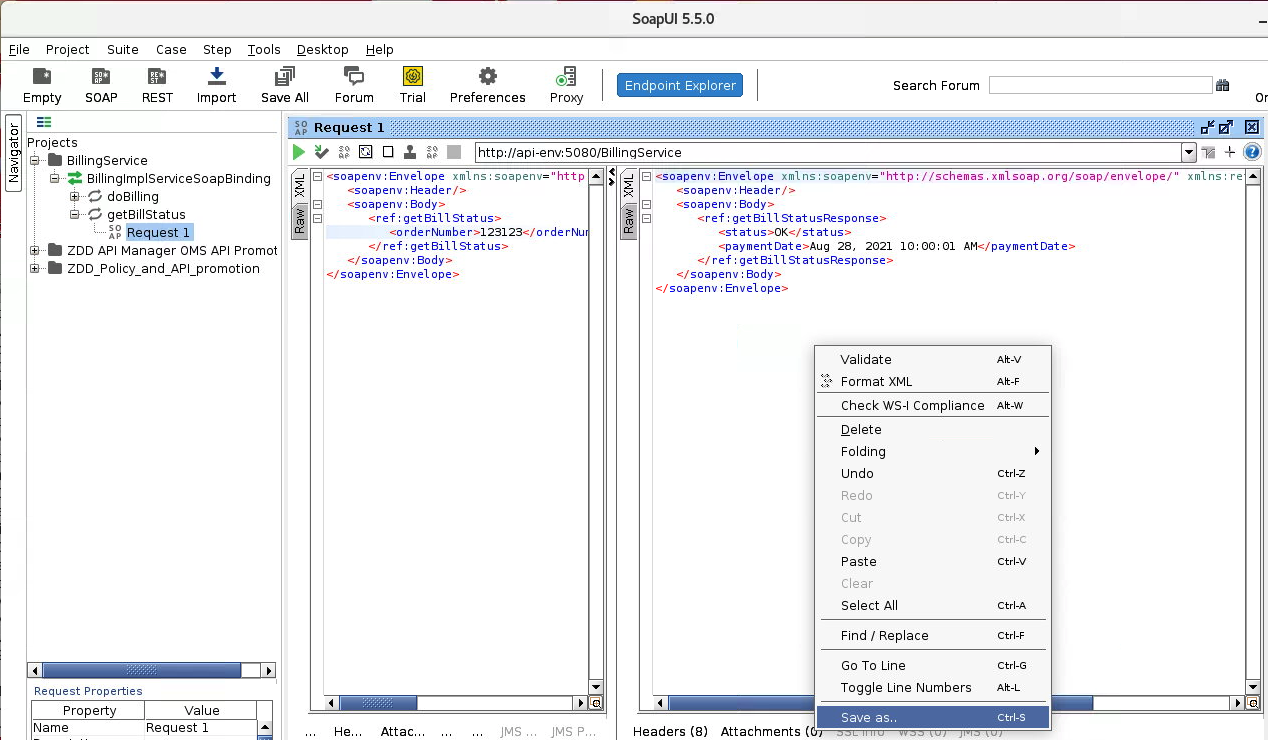 SoapUI 5.5.0
File Project Suite Case Step Tools Desktop Help
Empty SOAP REST Import Save All Forum Trial Preferences Proxy Endpoint Explorer Search Forum
Navigator
Projects
BillingService
BillingImplServiceSoapBinding
doBilling
getBillStatus
SOAP Request 1
ZDD API Manager OMS API Promot
ZDD_Policy_and_API_promotion
Request Properties
Property Value
Name Request 1
SOAP Request 1
http://api-env:5080/BillingService
XML
Raw
<soapenv:Envelope xmlns:soapenv="http
<soapenv:Header/>
<soapenv:Body>
<ref:getBillStatus>
<orderNumber>123123</orderNu
</ref:getBillStatus>
</soapenv:Body>
</soapenv:Envelope>
... He... Attac... ... ... JMS ... JMS P...
XML
Raw
<soapenv:Envelope xmlns:soapenv="http://schemas.xmlsoap.org/soap/envelope/" xmlns:re
<soapenv:Header/>
<soapenv:Body>
<ref:getBillStatusResponse>
<status>OK</status>
<paymentDate>Aug 28, 2021 10:00:01 AM</paymentDate>
</ref:getBillStatusResponse>
</soapenv:Body>
</soapenv:Envelope>
Validate Alt-V
Format XML Alt-F
Check WS-I Compliance Alt-W
Delete
Folding
Undo Ctrl-Z
Redo Ctrl-Y
Cut Ctrl-X
Copy Ctrl-C
Paste Ctrl-V
Clear
Select All Ctrl-A
Find / Replace Ctrl-F
Go To Line Ctrl-G
Toggle Line Numbers Alt-L
Save as.. Ctrl-S
Headers (8) Attachments (0) SSL Info WSS (0) JMS (0)